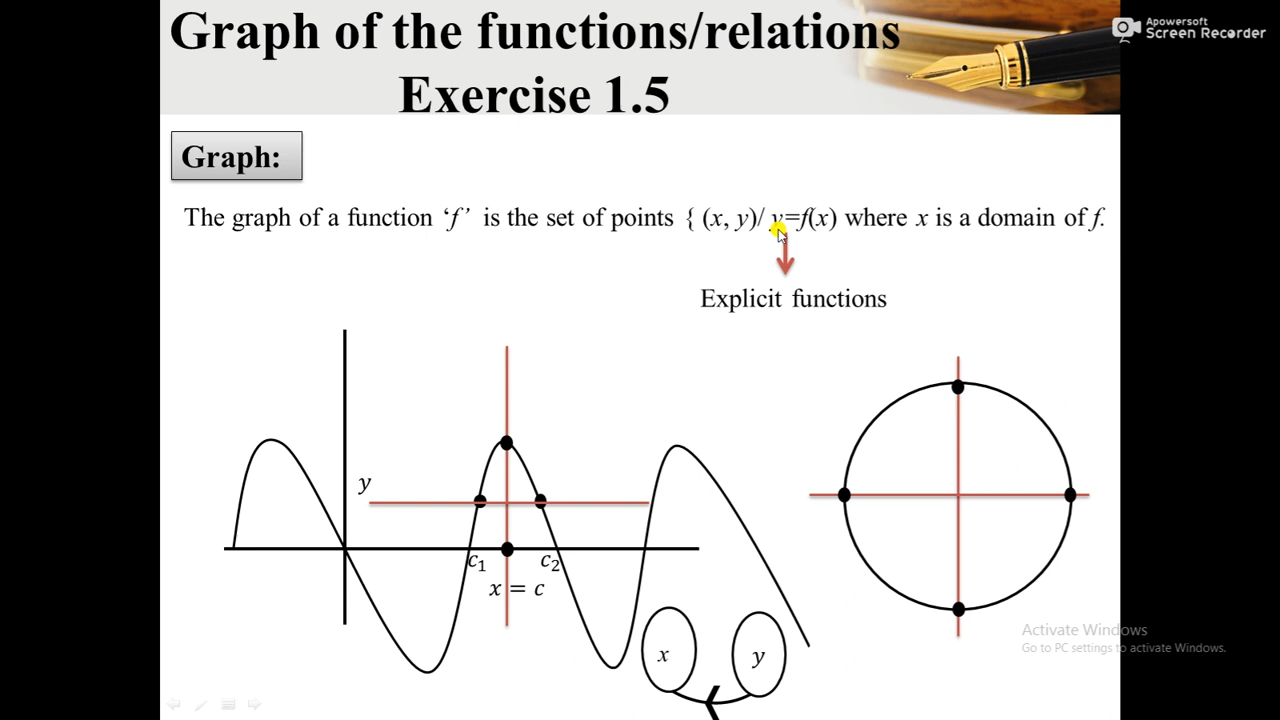 Graph of the functions/relations
Exercise 1.5
Apowersoft
Screen Recorder
Graph:
The graph of a function ‘f’ is the set of points { (x, y)/ y=f(x) where x is a domain of f.
Explicit functions
y
c₁
c₂
x = c
x
y
Activate Windows
Go to PC settings to activate Windows.